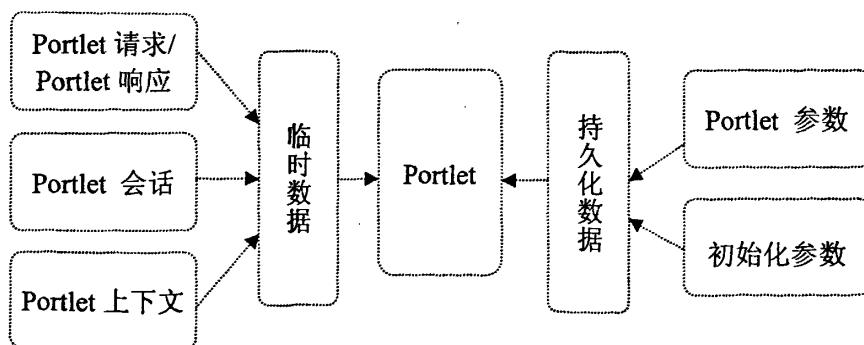 Portlet 请求/
Portlet 响应
Portlet 会话
Portlet 上下文
临时数据
Portlet
持久化数据
Portlet 参数
初始化参数